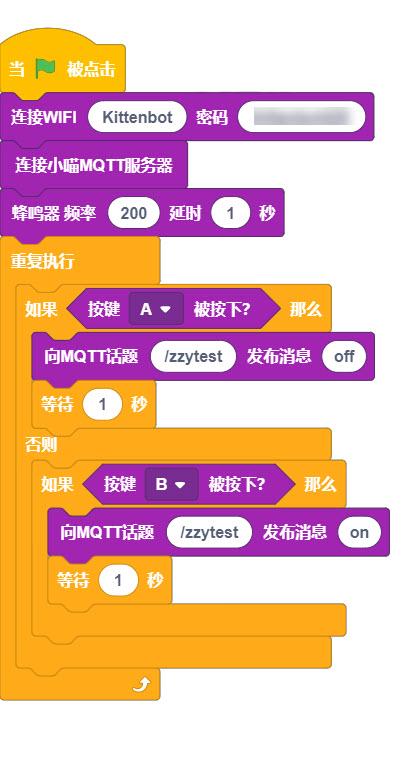 当 被点击
连接WIFI Kittenbot 密码
连接小喵MQTT服务器
蜂鸣器 频率 200 延时 1 秒
重复执行
如果 按键 A 被按下? 那么
向MQTT话题 /zzytest 发布消息 off
等待 1 秒
否则
如果 按键 B 被按下? 那么
向MQTT话题 /zzytest 发布消息 on
等待 1 秒